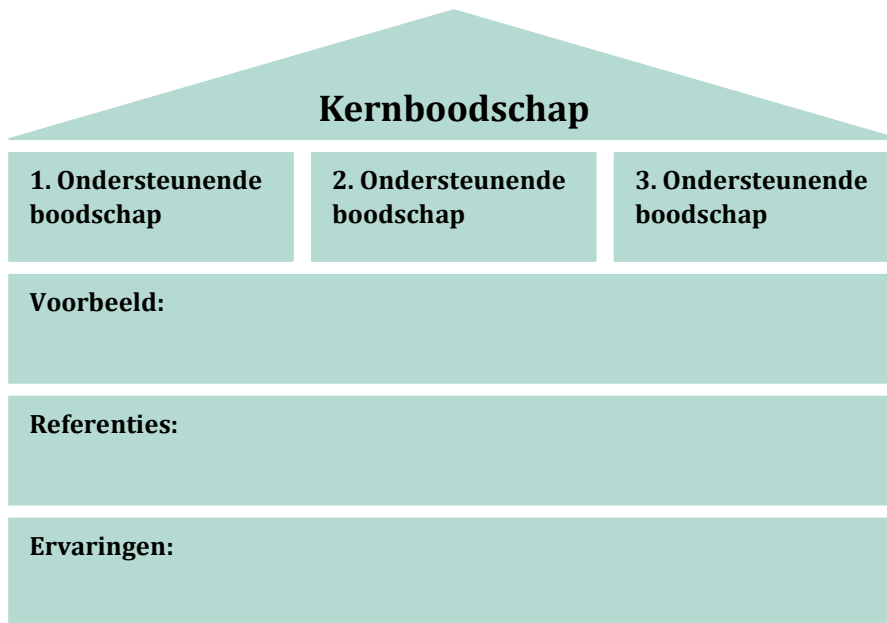 Kernboodschap
1. Ondersteunende
boodschap
2. Ondersteunende
boodschap
3. Ondersteunende
boodschap
Voorbeeld:
Referenties:
Ervaringen: